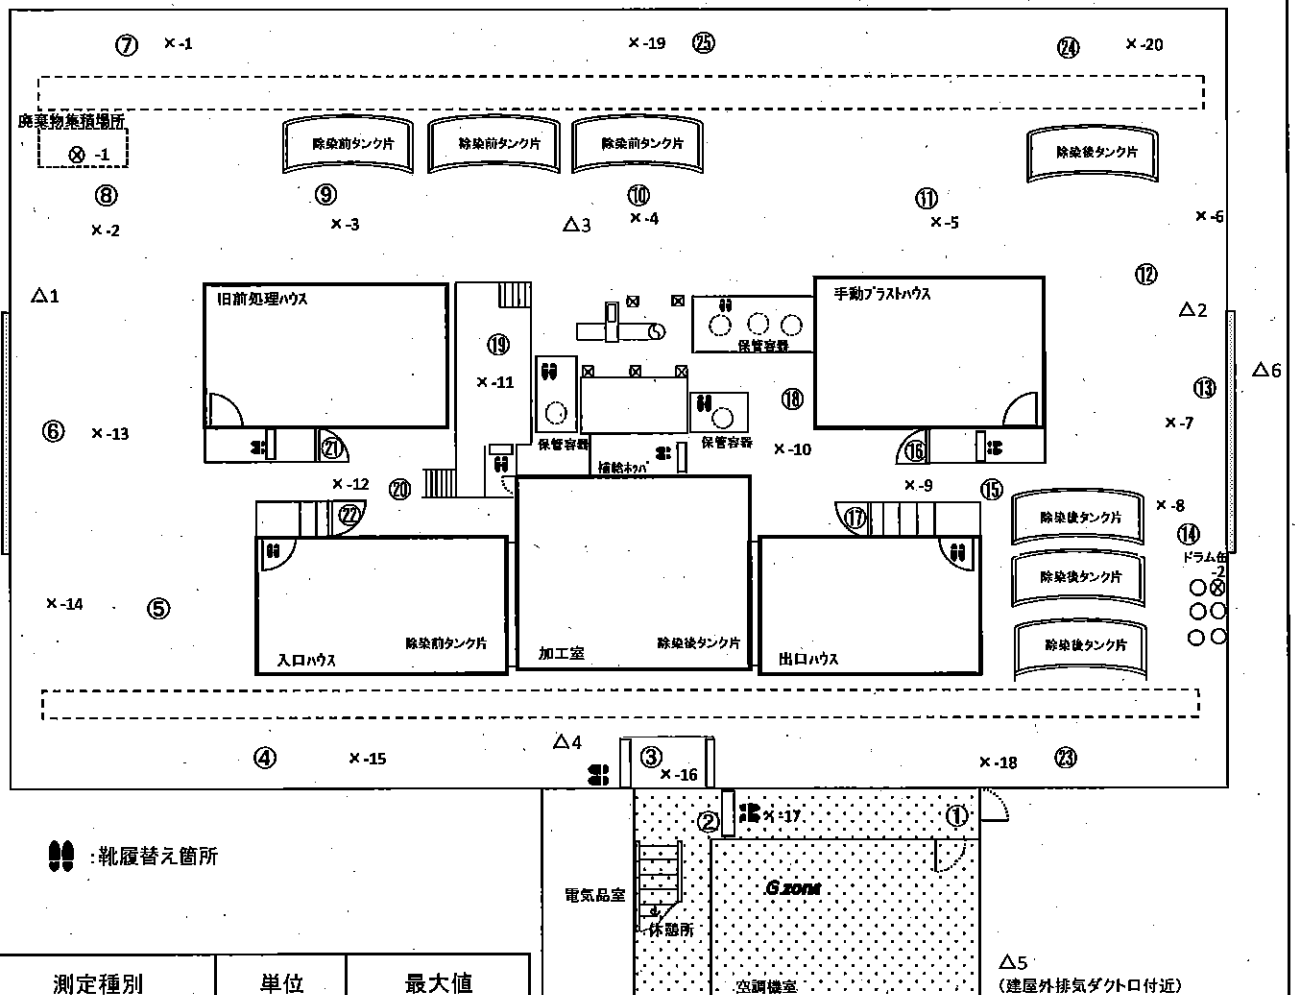 ⑦ ×-1 ×-19 ㉕ ㉔ ×-20
廃棄物集積場所
⊗ -1
除染前タンク片 除染前タンク片 除染前タンク片 除染後タンク片
⑧ ⑨ ⑩ ⑪
×-2 ×-3 △3 ×-4 ×-5 ×-6
⑫
△1 旧前処理ハウス 手動ブラストハウス △2
⑲ 保管容器
△6
×-11 ⑱ ⑬
⑥ ×-13 ×-7
㉑ 保管容器 保管容器 ×-10 ⑯
補給ホッパ
×-12 ⑳ ×-9 ⑮
㉒ ⑰ 除染後タンク片 ×-8
⑭
ドラム缶
-2
除染後タンク片
×-14 ⑤
除染前タンク片 除染後タンク片 除染後タンク片
入口ハウス 加工室 出口ハウス
④ ×-15 △4 ③ ×-16 ×-18 ㉓
② ×-17 ①
:靴履替え箇所
電気品室 G zone
休憩所
空調機室
△5
(建屋外排気ダクト口付近)
測定種別 単位 最大値